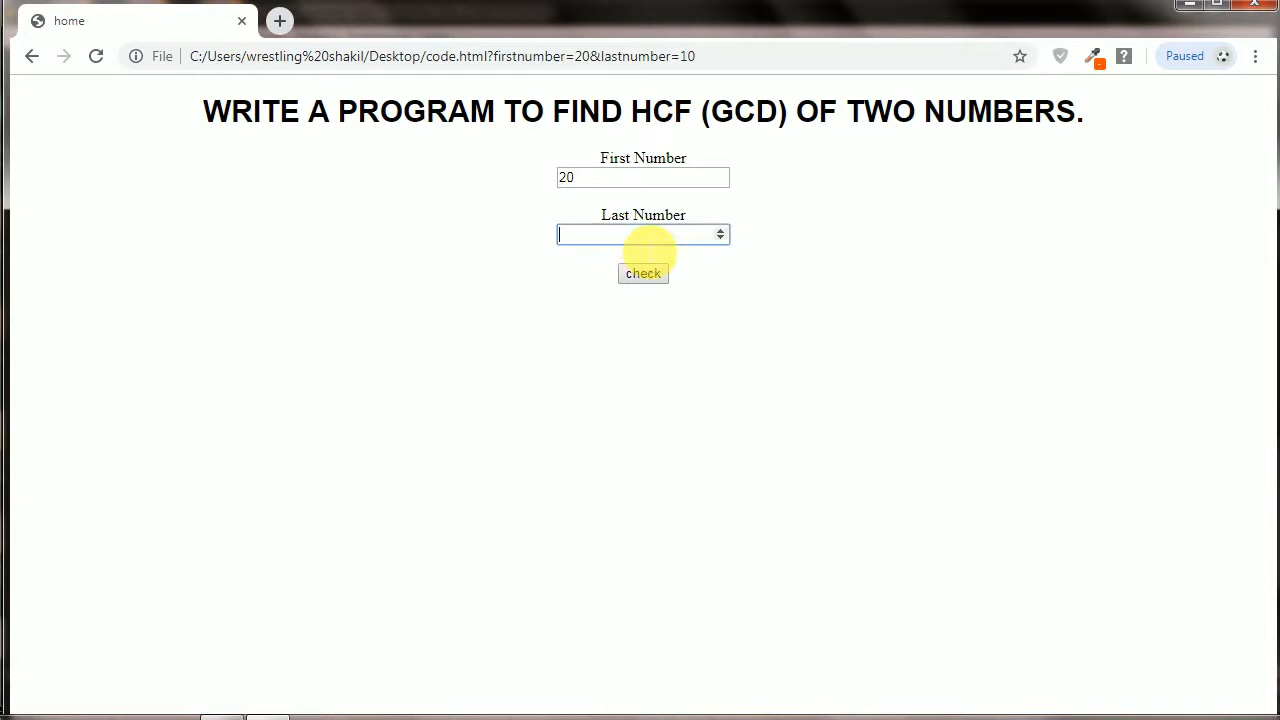 home
File
C:/Users/wrestling%20shakil/Desktop/code.html?firstnumber=20&lastnumber=10
Paused
WRITE A PROGRAM TO FIND HCF (GCD) OF TWO NUMBERS.
First Number
20
Last Number
check